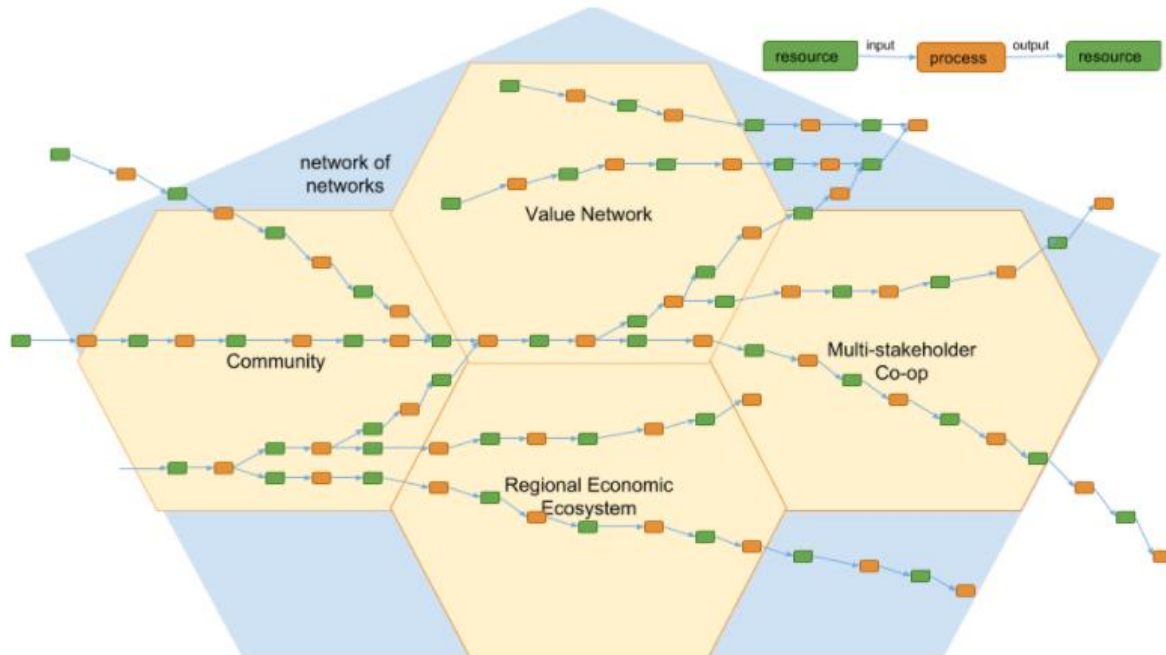 resource input process output resource
network of
networks
Value Network
Community
Multi-stakeholder
Co-op
Regional Economic
Ecosystem